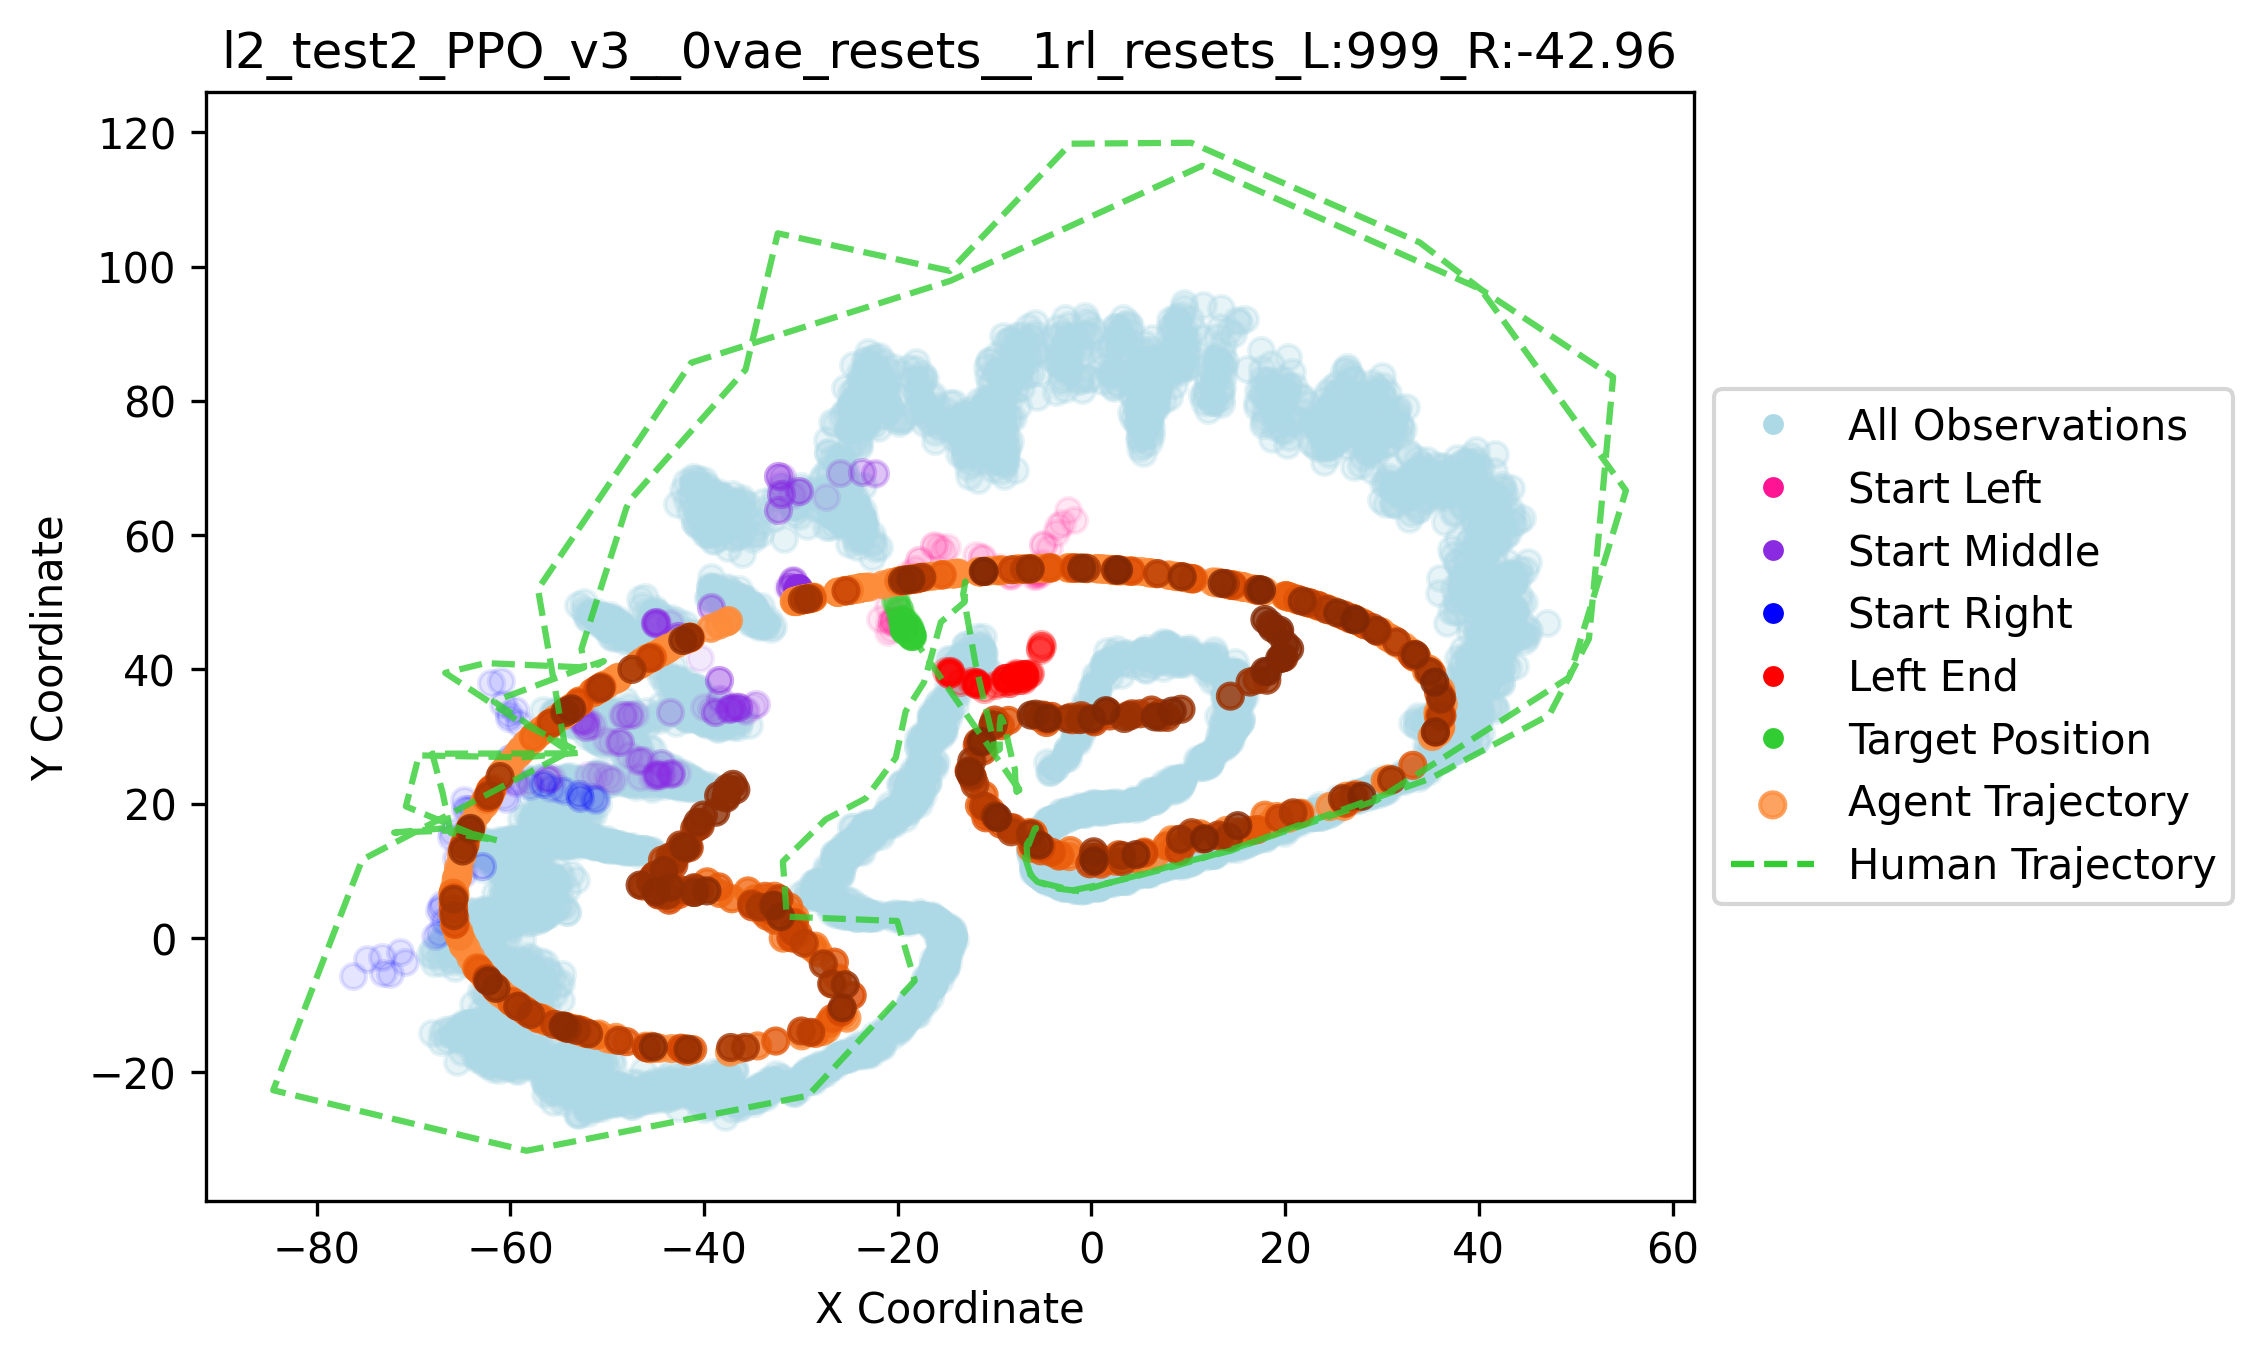 l2_test2_PPO_v3__0vae_resets__1rl_resets_L:999_R:-42.96
120
100
80
60
40
20
0
−20
Y Coordinate
−80
−60
−40
−20
0
20
40
60
X Coordinate
All Observations
Start Left
Start Middle
Start Right
Left End
Target Position
Agent Trajectory
Human Trajectory